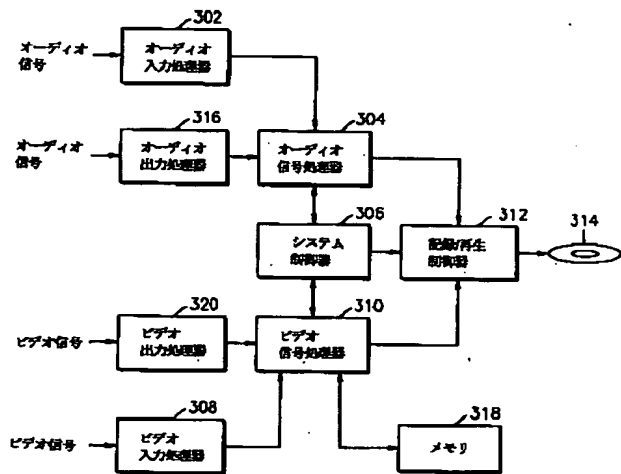 302
オーディオ
信号
オーディオ
入力処理器
オーディオ
信号
316
オーディオ
出力処理器
304
オーディオ
信号処理器
306
システム
制御器
312
記録/再生
制御器
314
ビデオ信号
320
ビデオ
出力処理器
310
ビデオ
信号処理器
ビデオ信号
308
ビデオ
入力処理器
318
メモリ